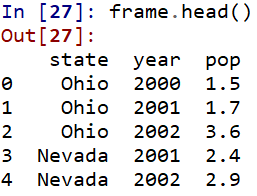 In [27]: frame.head()
Out[27]:
state year pop
0 Ohio 2000 1.5
1 Ohio 2001 1.7
2 Ohio 2002 3.6
3 Nevada 2001 2.4
4 Nevada 2002 2.9